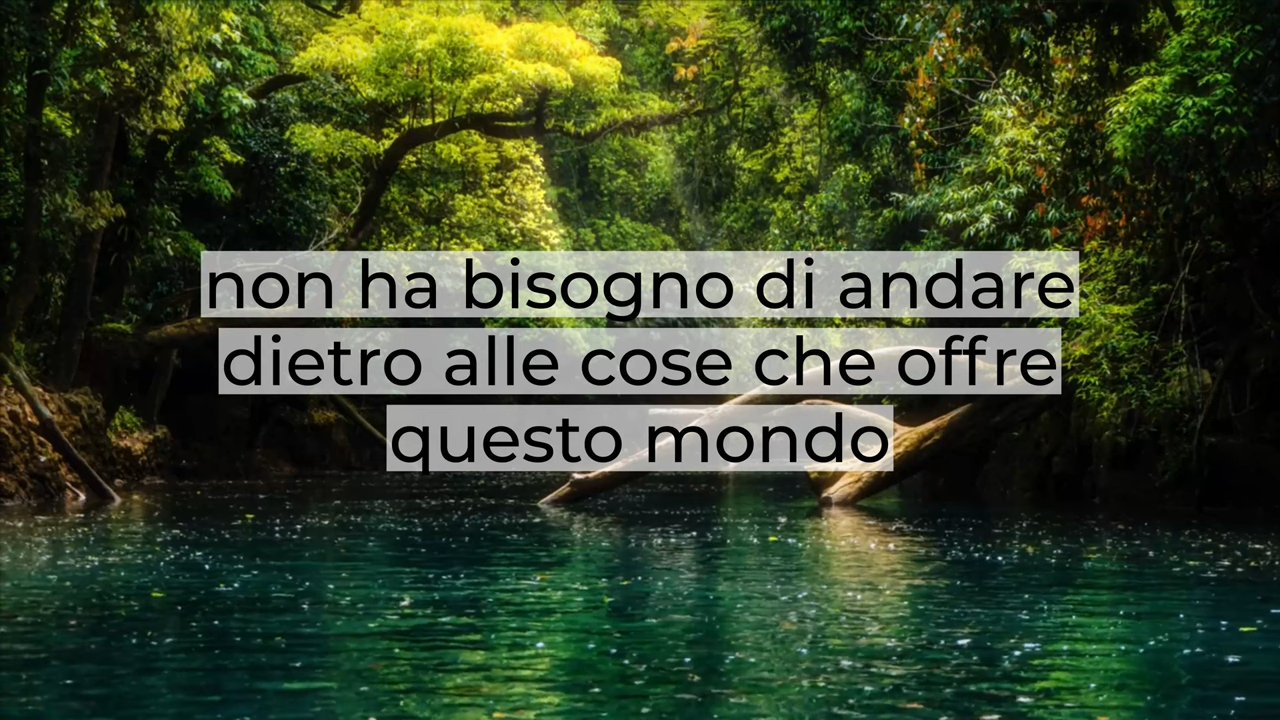 non ha bisogno di andare
dietro alle cose che offre
questo mondo